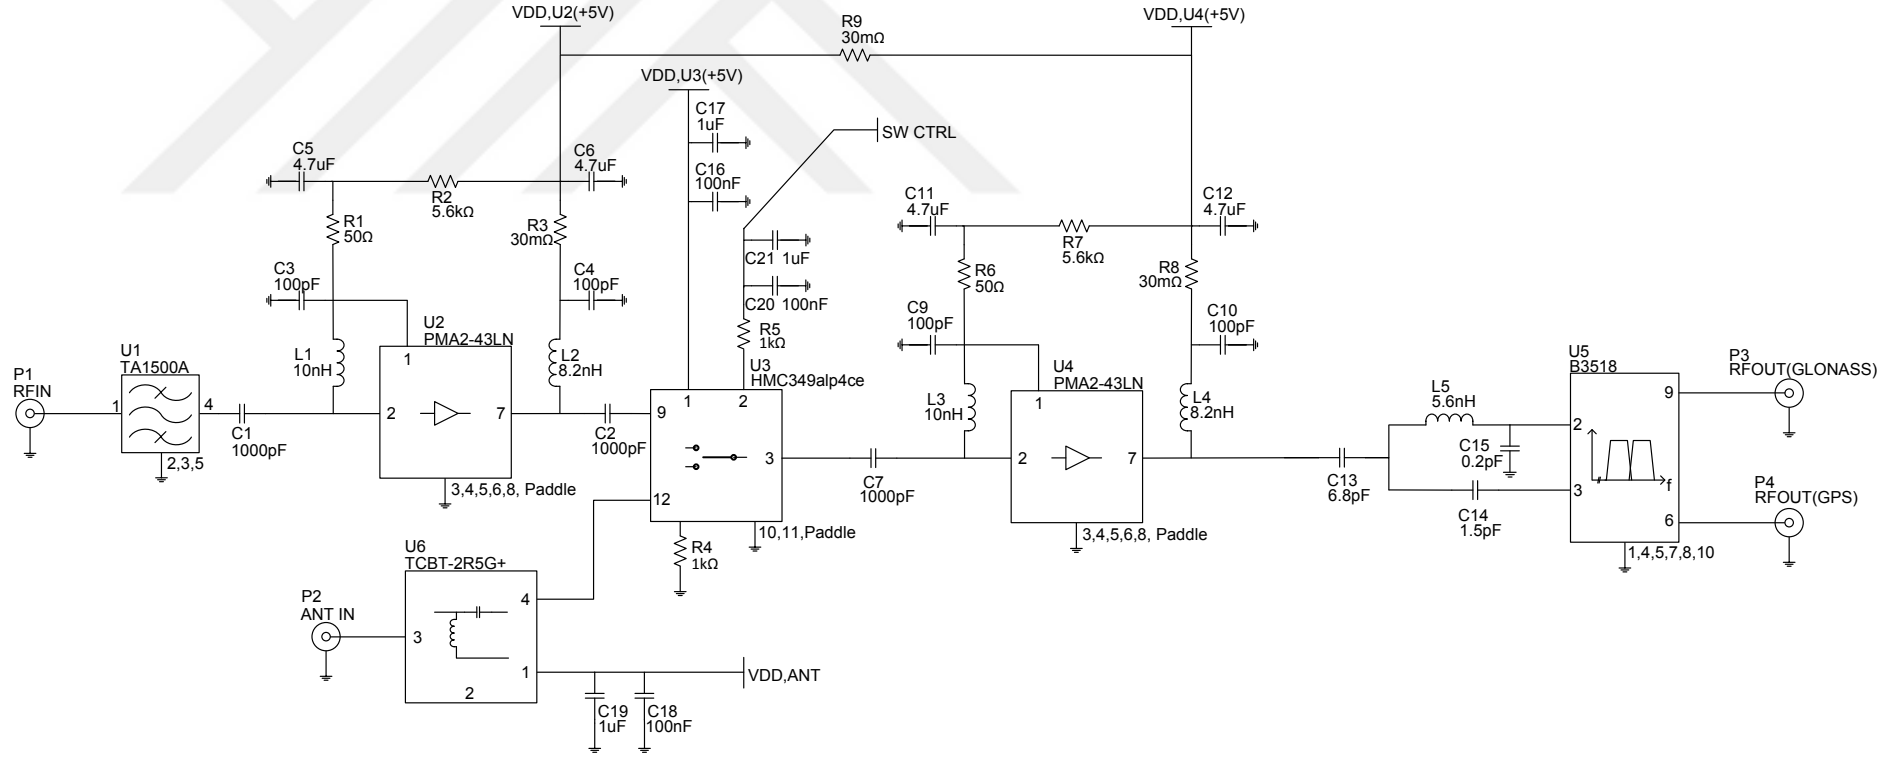 VDD,U2(+5V)
R9
30mΩ
VDD,U4(+5V)
VDD,U3(+5V)
C17
1uF
SW CTRL
C5
4.7uF
C6
4.7uF
C16
100nF
R2
5.6kΩ
R1
50Ω
R3
30mΩ
C11
4.7uF
C12
4.7uF
R7
5.6kΩ
C21 1uF
C3
100pF
C4
100pF
R6
50Ω
R8
30mΩ
C20 100nF
C9
100pF
C10
100pF
R5
1kΩ
U2
PMA2-43LN
1
2
7
3,4,5,6,8, Paddle
L1
10nH
L2
8.2nH
U1
TA1500A
1
4
2,3,5
P1
RFIN
C1
1000pF
C2
1000pF
U3
HMC349alp4ce
1
2
9
3
12
10,11,Paddle
R4
1kΩ
C7
1000pF
L3
10nH
U4
PMA2-43LN
1
2
7
3,4,5,6,8, Paddle
L4
8.2nH
C13
6.8pF
L5
5.6nH
C15
0.2pF
C14
1.5pF
U5
B3518
9
2
3
f
6
1,4,5,7,8,10
P3
RFOUT(GLONASS)
P4
RFOUT(GPS)
U6
TCBT-2R5G+
4
3
1
2
P2
ANT IN
VDD,ANT
C19
1uF
C18
100nF